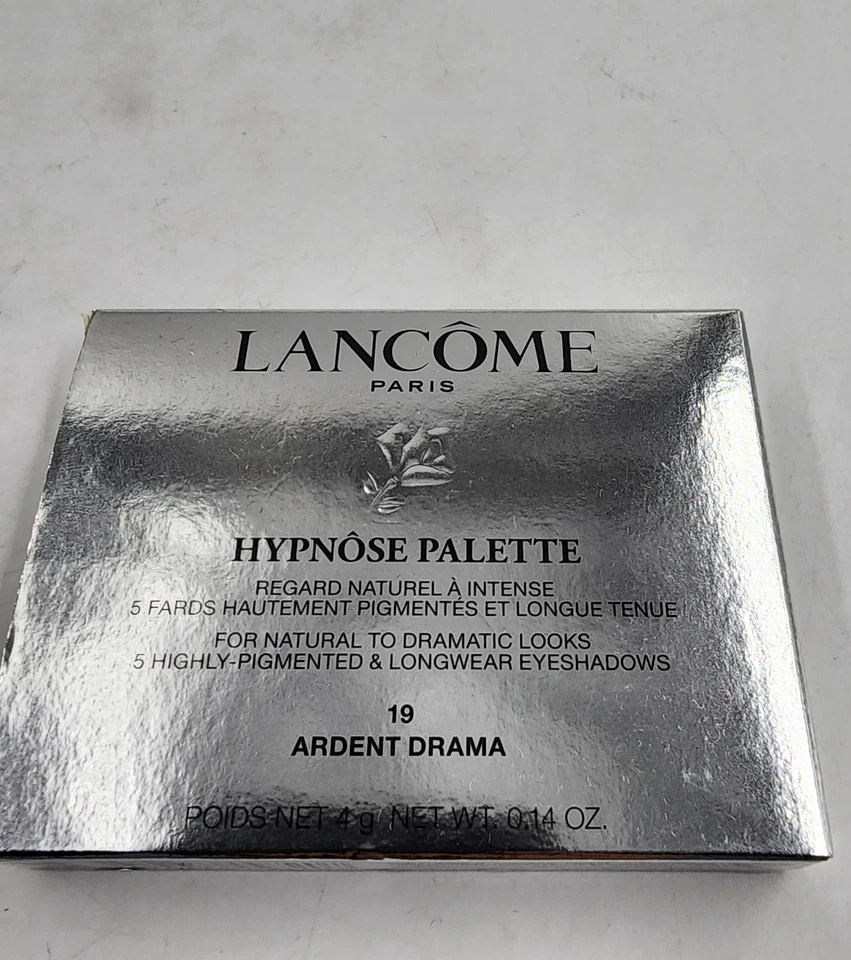 LANCÔME
PARIS
HYPNÔSE PALETTE
REGARD NATUREL À INTENSE
5 FARDS HAUTEMENT PIGMENTÉS ET LONGUE TENUE
FOR NATURAL TO DRAMATIC LOOKS
5 HIGHLY-PIGMENTED & LONGWEAR EYESHADOWS
19
ARDENT DRAMA
POIDS NET 4 g NET WT. 0.14 OZ.